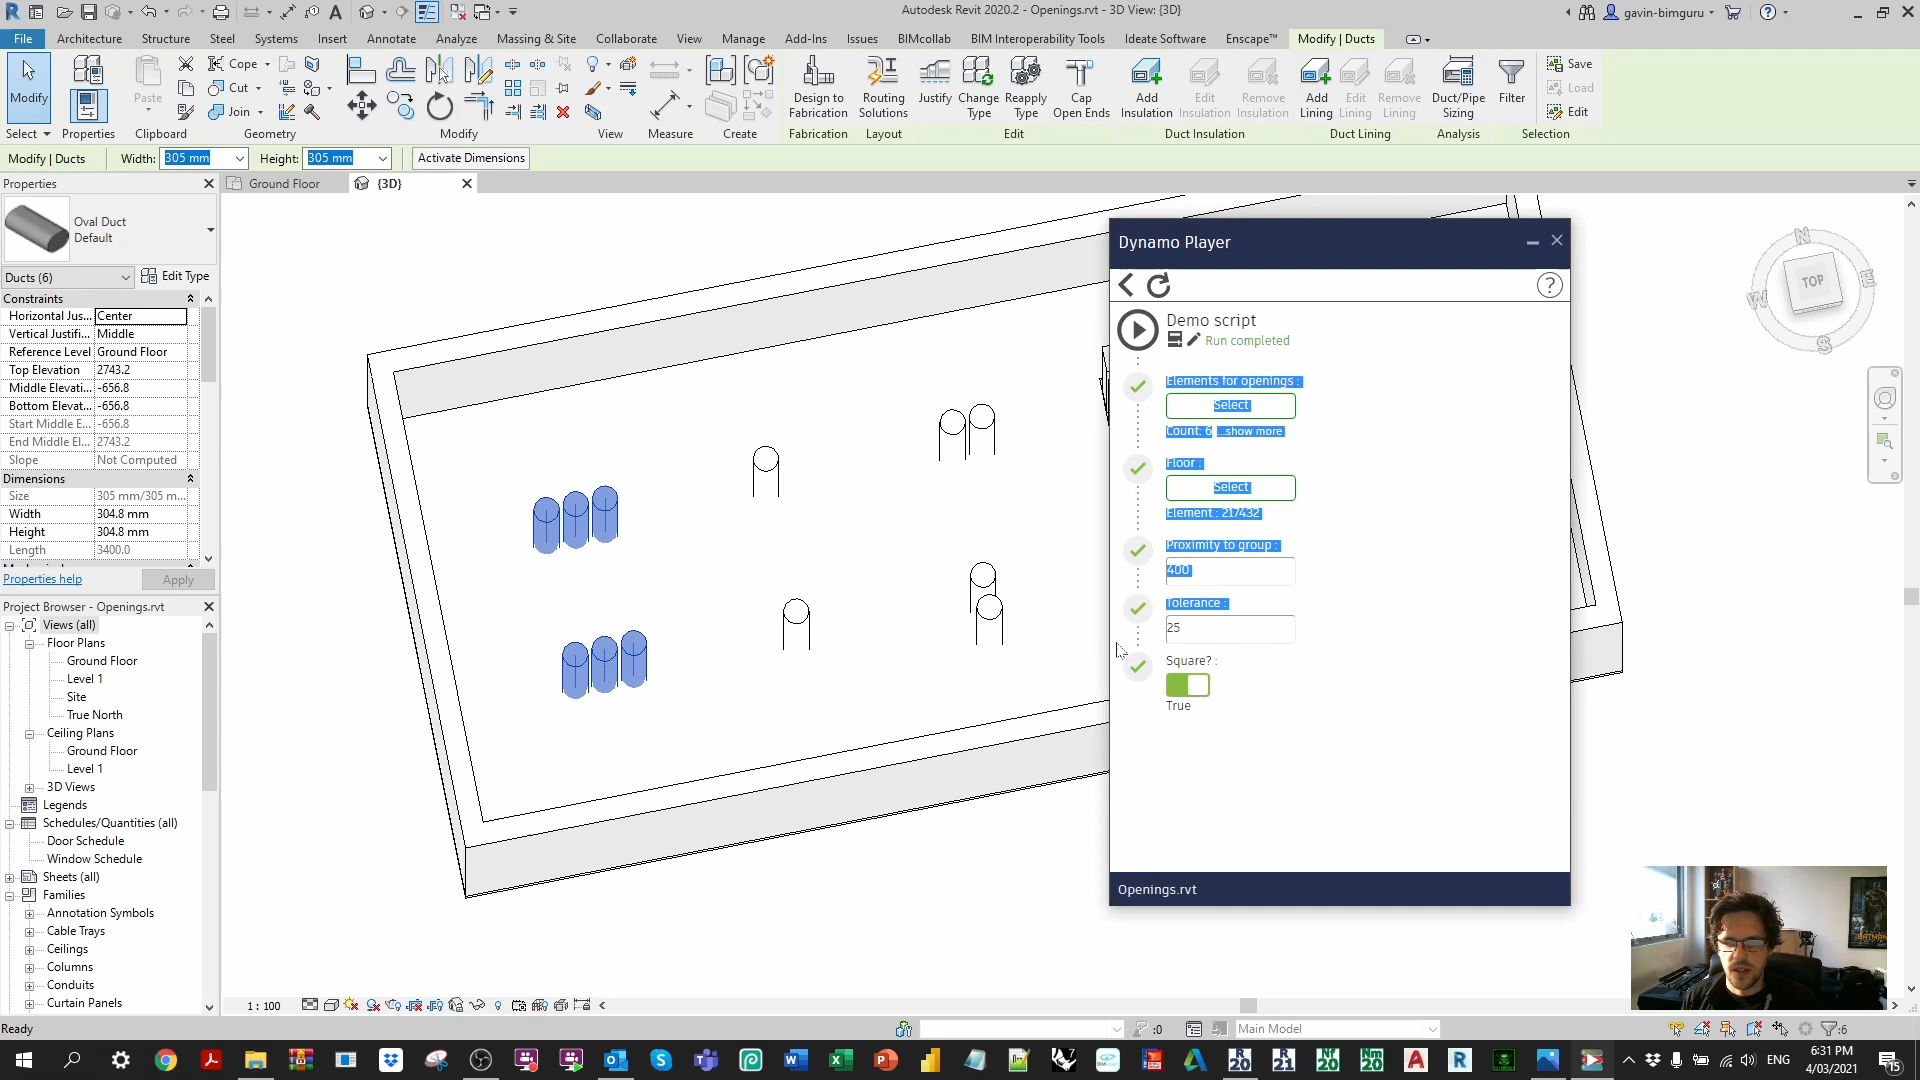 Autodesk Revit 2020.2 - Openings.rvt - 3D View: {3D}
gavin-bimguru
File Architecture Structure Steel Systems Insert Annotate Analyze Massing & Site Collaborate View Manage Add-Ins Issues BIMcollab BIM Interoperability Tools Ideate Software Enscape™ Modify | Ducts
Modify
Paste
Cope
Cut
Join
Design to Fabrication
Routing Solutions
Justify
Change Type
Reapply Type
Cap Open Ends
Add Insulation
Edit Insulation
Remove Insulation
Add Lining
Edit Lining
Remove Lining
Duct/Pipe Sizing
Filter
Save
Load
Edit
Select Properties Clipboard Geometry Modify View Measure Create Fabrication Layout Edit Duct Insulation Duct Lining Analysis Selection
Modify | Ducts Width: 305 mm Height: 305 mm Activate Dimensions
Properties
Ground Floor
{3D}
Oval Duct
Default
Ducts (6) Edit Type
Constraints
Horizontal Jus... Center
Vertical Justifi... Middle
Reference Level Ground Floor
Top Elevation 2743.2
Middle Elevati... -656.8
Bottom Elevat... -656.8
Start Middle E... -656.8
End Middle El... 2743.2
Slope Not Computed
Dimensions
Size 305 mm/305 m...
Width 304.8 mm
Height 304.8 mm
Length 3400.0
Properties help Apply
Project Browser - Openings.rvt
Views (all)
Floor Plans
Ground Floor
Level 1
Site
True North
Ceiling Plans
Ground Floor
Level 1
3D Views
Legends
Schedules/Quantities (all)
Door Schedule
Window Schedule
Sheets (all)
Families
Annotation Symbols
Cable Trays
Ceilings
Columns
Conduits
Curtain Panels
Dynamo Player
Demo script
Run completed
Elements for openings :
Select
Count: 6 ...show more
Floor :
Select
Element : 217432
Proximity to group :
400
Tolerance :
25
Square? :
True
Openings.rvt
N
E
S
W
TOP
1 : 100
Ready
:0
Main Model
:6
ENG
6:31 PM
4/03/2021
15